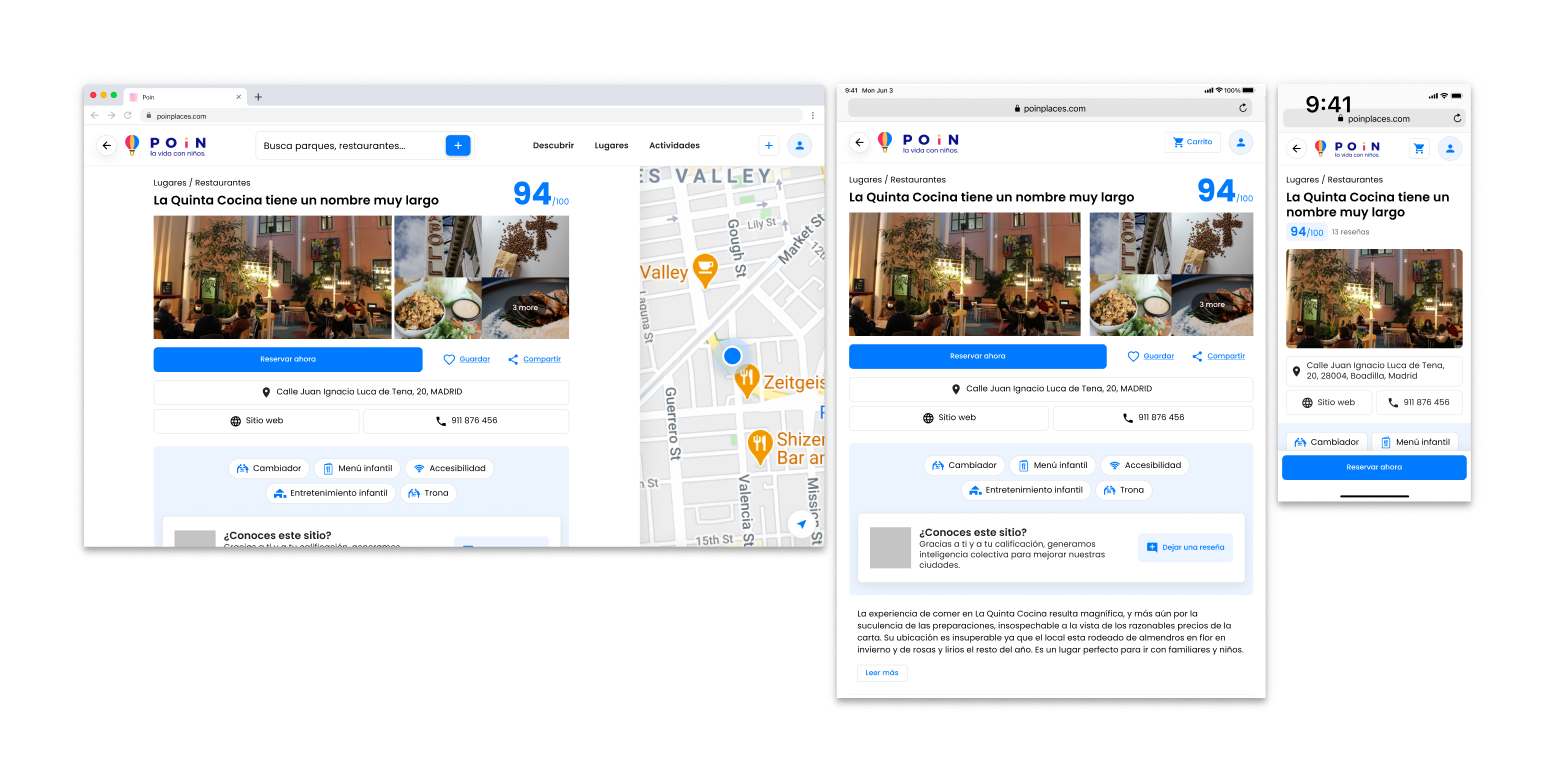 Poin
poinplaces.com
POiN
la vida con niños.
Busca parques, restaurantes...
Descubrir
Lugares
Actividades
Lugares / Restaurantes
La Quinta Cocina tiene un nombre muy largo
94/100
3 more
Reservar ahora
Guardar
Compartir
Calle Juan Ignacio Luca de Tena, 20, MADRID
Sitio web
911 876 456
Cambiador
Menú infantil
Accesibilidad
Entretenimiento infantil
Trona
¿Conoces este sitio?
Gracias a ti y a tu calificación, generamos
ES VALLEY
Lily St
Gough St
Market St
Valley
Laguna St
Zeitgeis
Guerrero St
Shizen
Bar an
n St
Valencia St
Mission St
15th St
9:41 Mon Jun 3
100%
poinplaces.com
POiN
la vida con niños.
Carrito
Lugares / Restaurantes
La Quinta Cocina tiene un nombre muy largo
94/100
3 more
Reservar ahora
Guardar
Compartir
Calle Juan Ignacio Luca de Tena, 20, MADRID
Sitio web
911 876 456
Cambiador
Menú infantil
Accesibilidad
Entretenimiento infantil
Trona
¿Conoces este sitio?
Gracias a ti y a tu calificación, generamos
inteligencia colectiva para mejorar nuestras
ciudades.
Dejar una reseña
La experiencia de comer en La Quinta Cocina resulta magnífica, y más aún por la
suculencia de las preparaciones, insospechable a la vista de los razonables precios de la
carta. Su ubicación es insuperable ya que el local esta rodeado de almendros en flor en
invierno y de rosas y lirios el resto del año. Es un lugar perfecto para ir con familiares y niños.
Leer más
9:41
poinplaces.com
POiN
la vida con niños.
Lugares / Restaurantes
La Quinta Cocina tiene un
nombre muy largo
94/100
13 reseñas
Calle Juan Ignacio Luca de Tena,
20, 28004, Boadilla, Madrid
Sitio web
911 876 456
Cambiador
Menú infantil
Reservar ahora